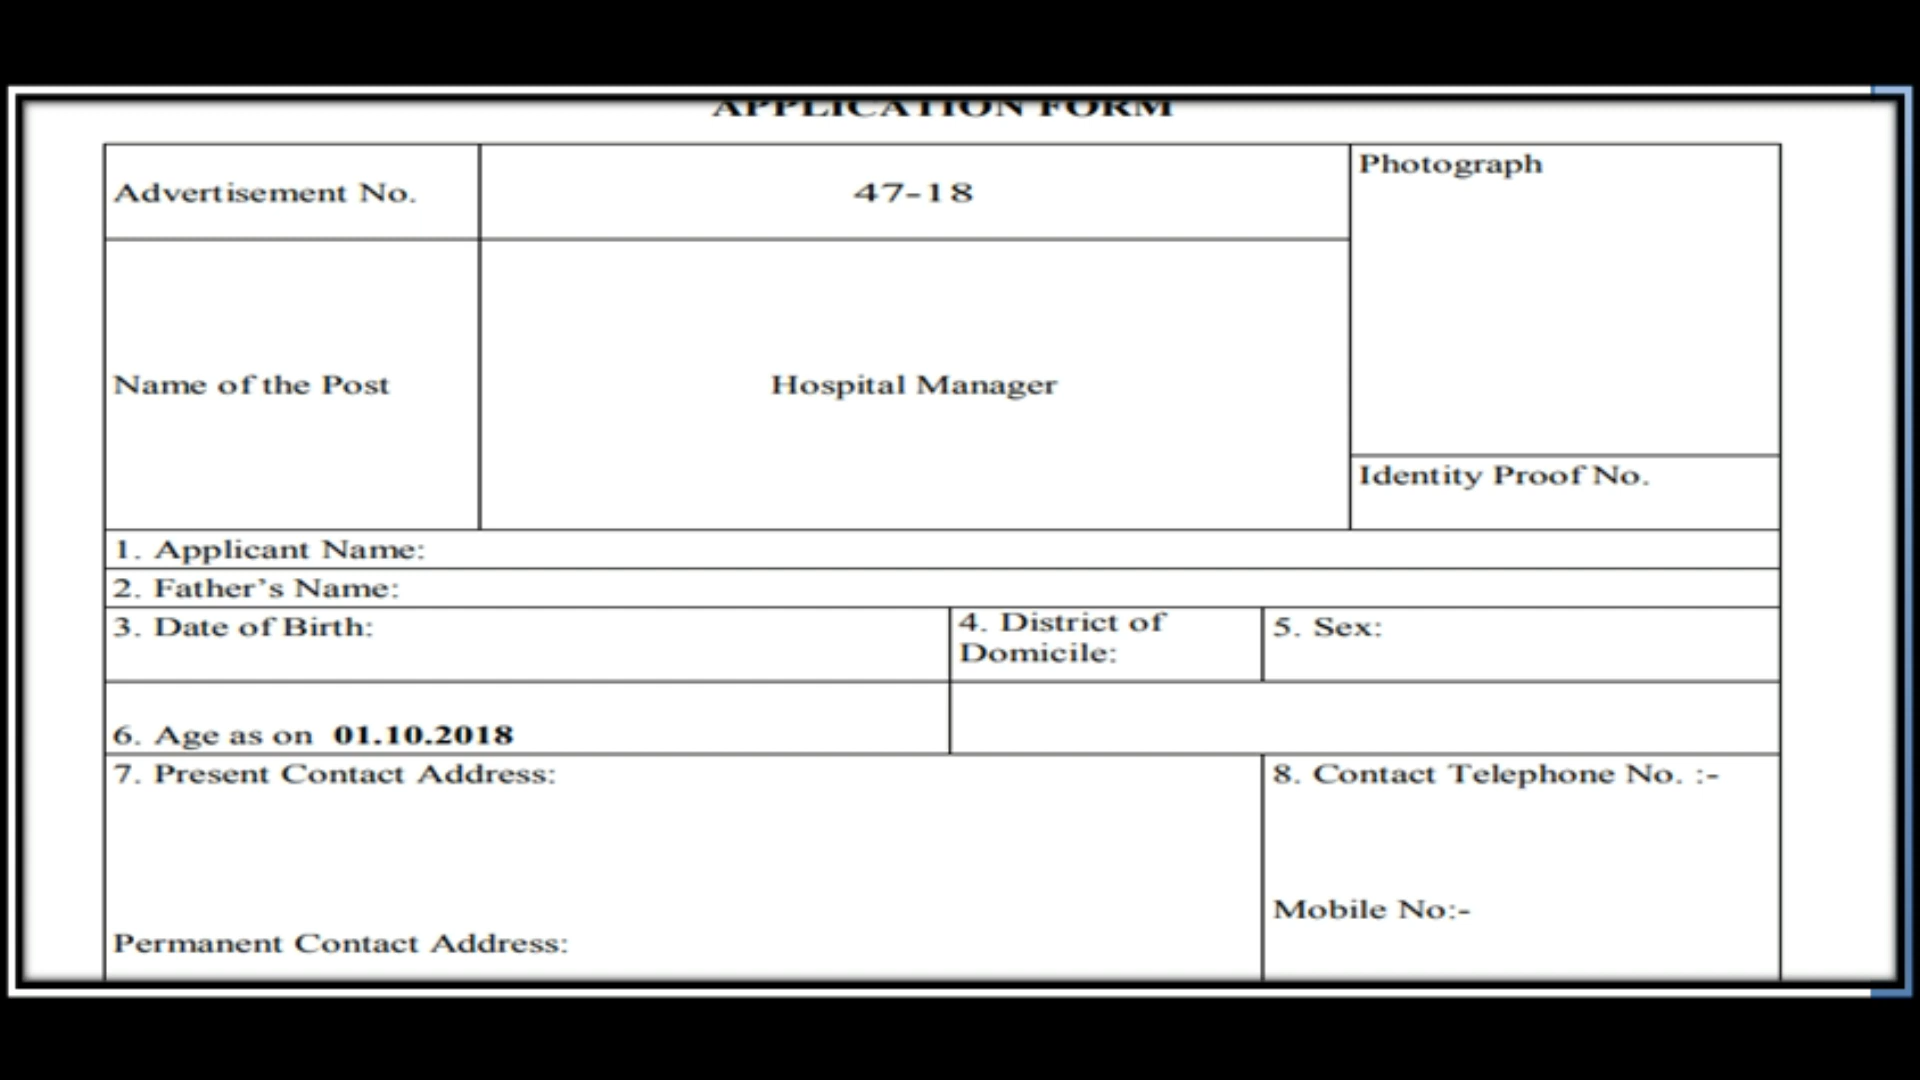 APPLICATION FORM
Advertisement No.
47-18
Photograph
Name of the Post
Hospital Manager
Identity Proof No.
1. Applicant Name:
2. Father’s Name:
3. Date of Birth:
4. District of
Domicile:
5. Sex:
6. Age as on 01.10.2018
7. Present Contact Address:
8. Contact Telephone No. :-
Mobile No:-
Permanent Contact Address: